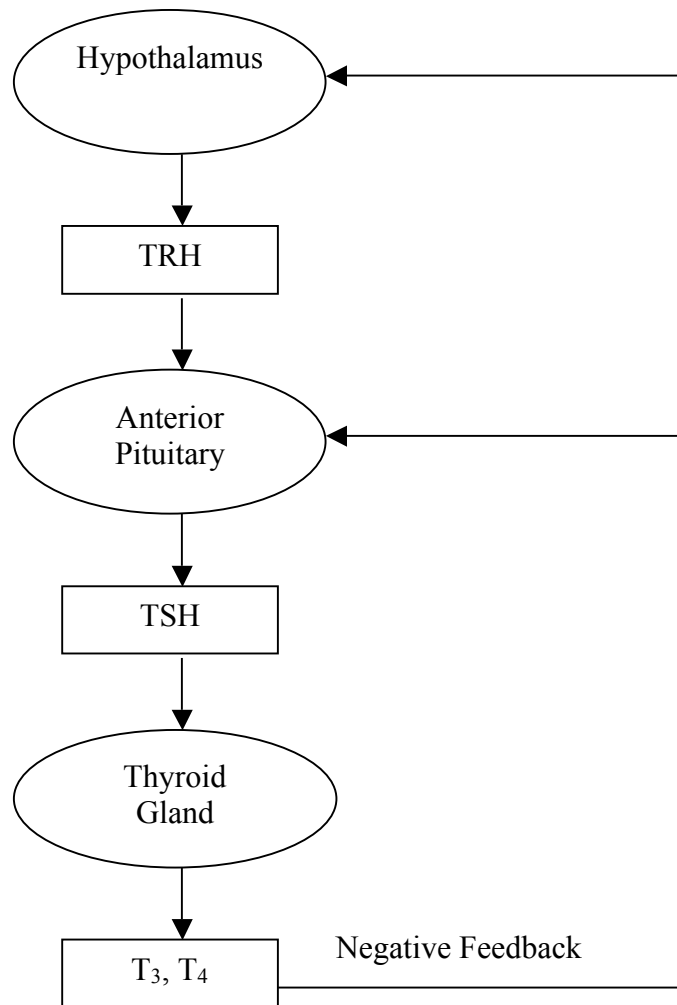 Hypothalamus
TRH
Anterior
Pituitary
TSH
Thyroid
Gland
Negative Feedback
T₃, T₄